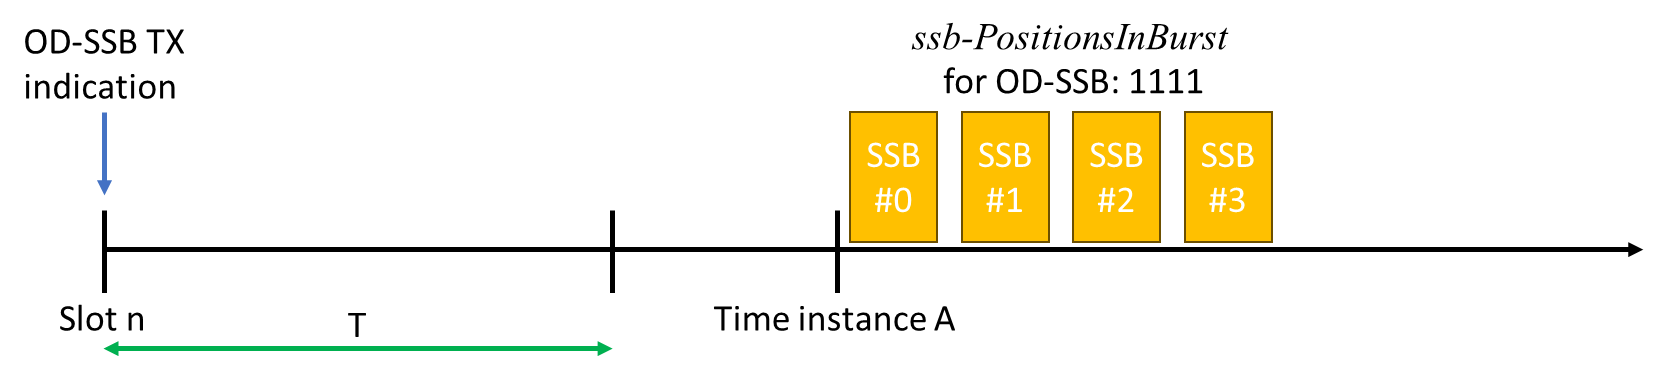 OD-SSB TX
indication
ssb-PositionsInBurst
for OD-SSB: 1111
SSB
#0
SSB
#1
SSB
#2
SSB
#3
Slot n
T
Time instance A